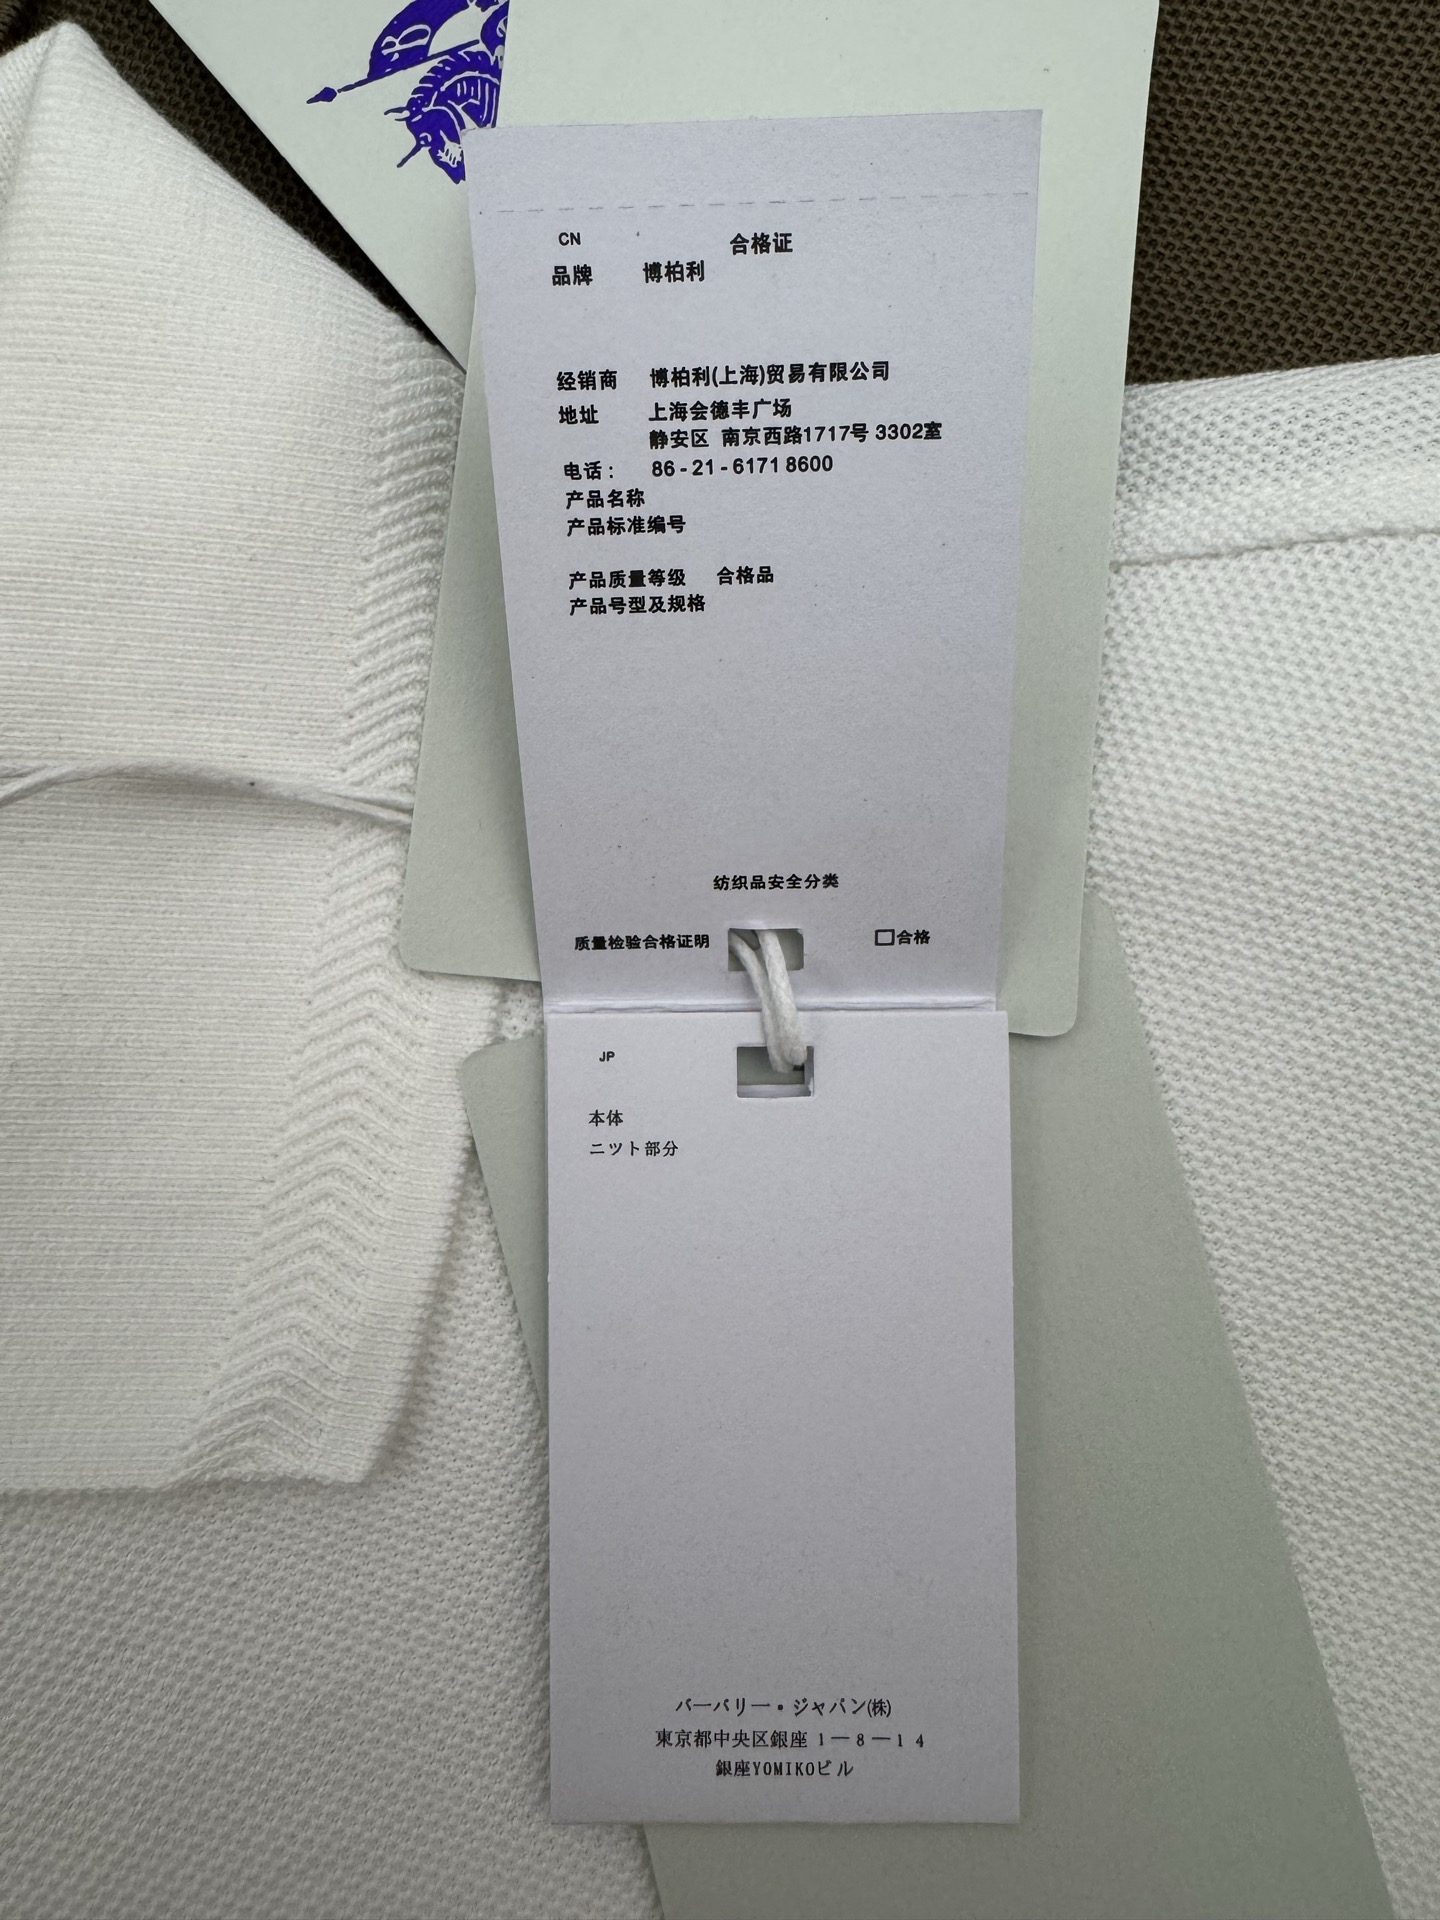 B
CN
合格证
品牌 博柏利
经销商 博柏利(上海)贸易有限公司
地址 上海会德丰广场
静安区 南京西路1717号 3302室
电话： 86 - 21 - 6171 8600
产品名称
产品标准编号
产品质量等级 合格品
产品号型及规格
纺织品安全分类
质量检验合格证明 □合格
JP
本体
ニツト部分
バーバリー・ジャパン(株)
東京都中央区銀座 1－8－14
銀座YOMIKOビル